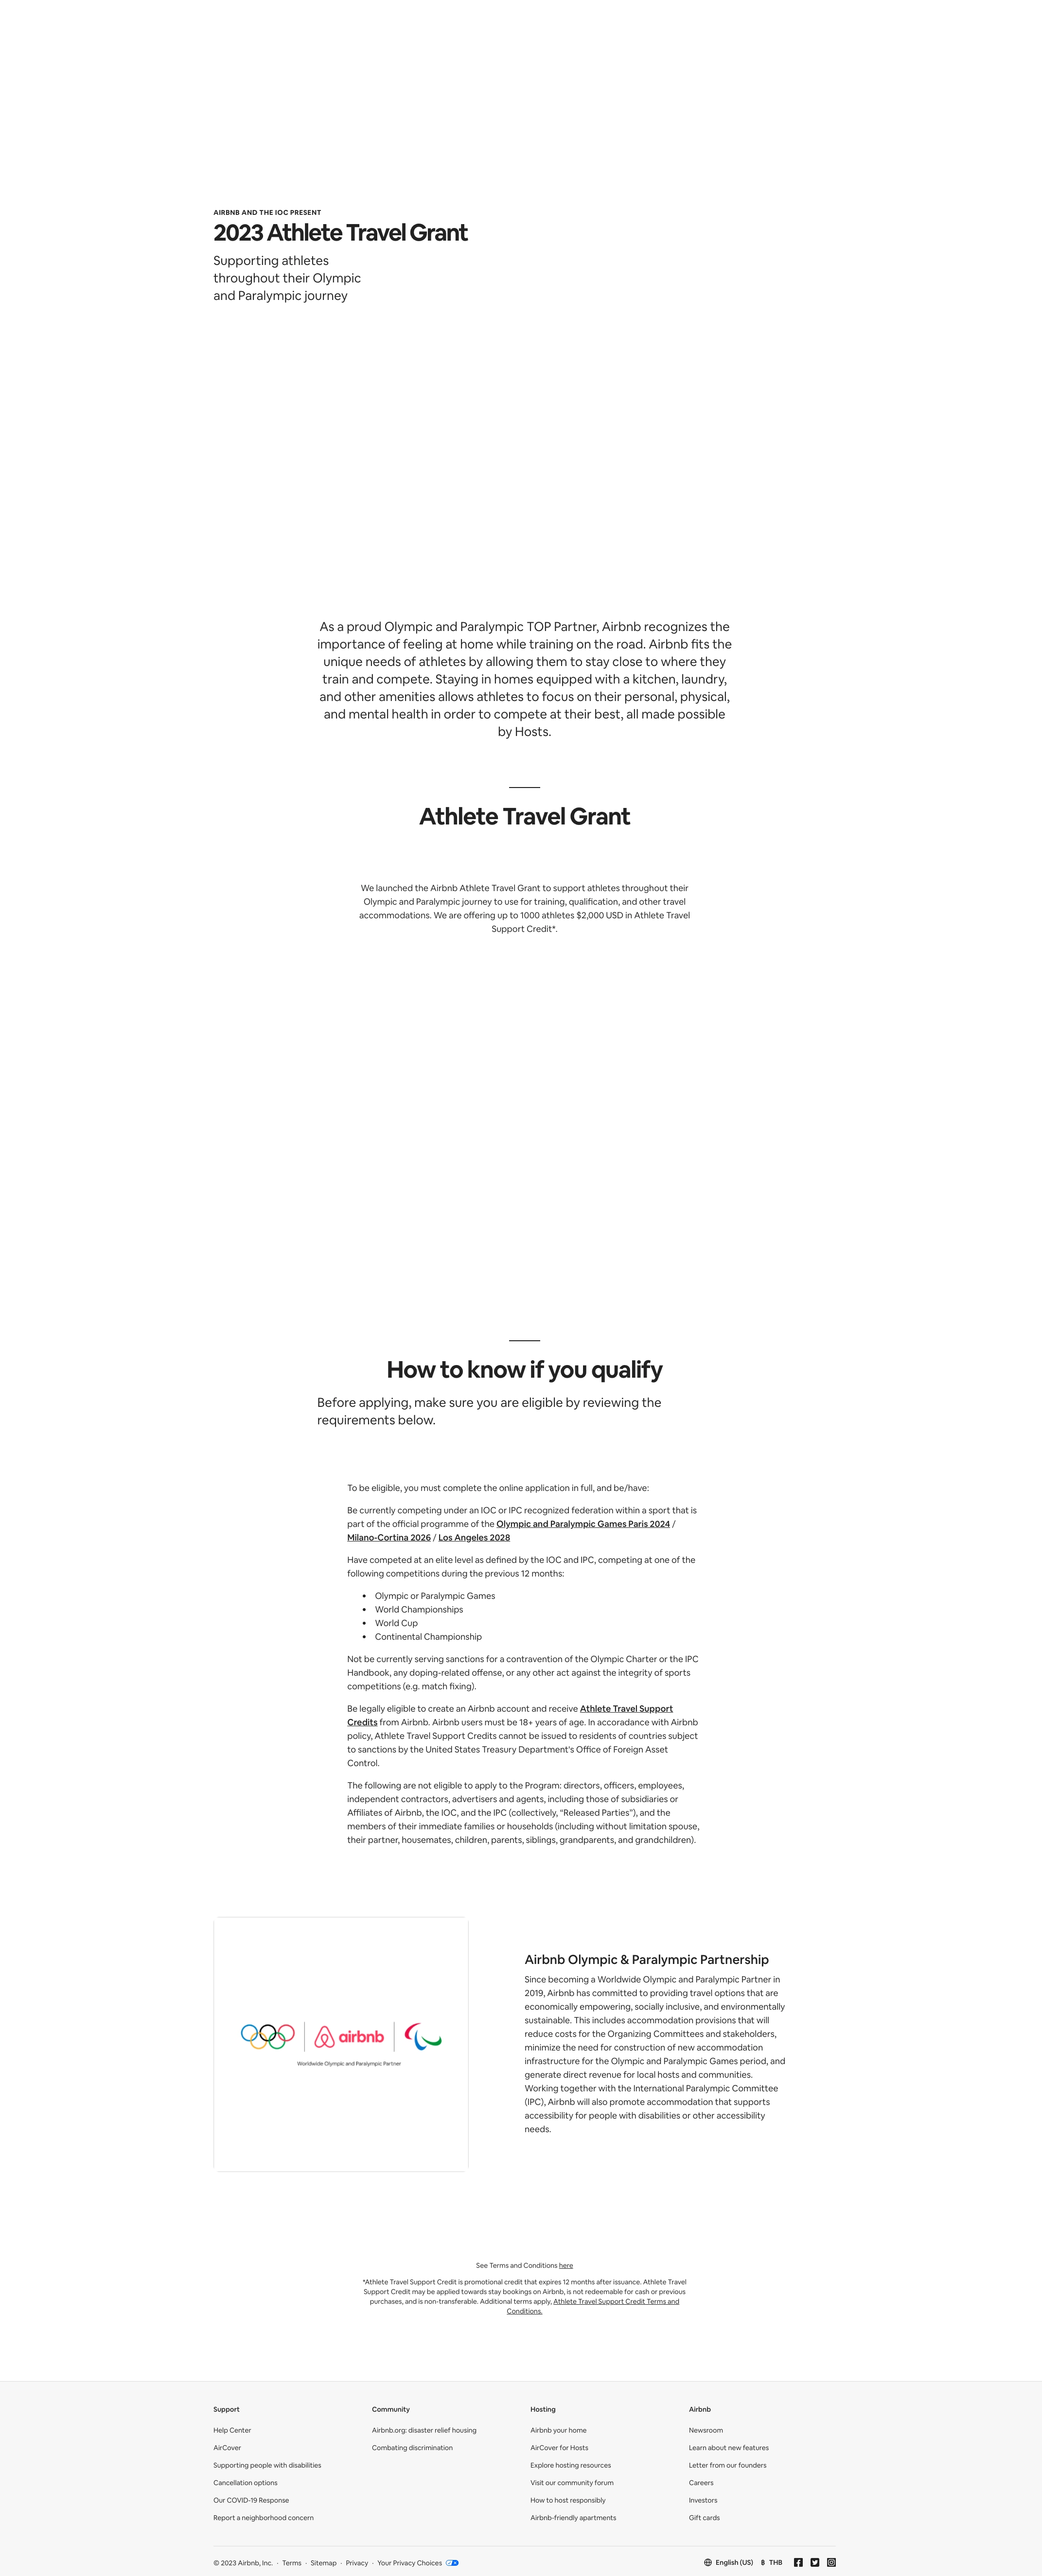 AIRBNB AND THE IOC PRESENT
2023 Athlete Travel Grant
Supporting athletes
throughout their Olympic
and Paralympic journey
As a proud Olympic and Paralympic TOP Partner, Airbnb recognizes the
importance of feeling at home while training on the road. Airbnb fits the
unique needs of athletes by allowing them to stay close to where they
train and compete. Staying in homes equipped with a kitchen, laundry,
and other amenities allows athletes to focus on their personal, physical,
and mental health in order to compete at their best, all made possible
by Hosts.
Athlete Travel Grant
We launched the Airbnb Athlete Travel Grant to support athletes throughout their
Olympic and Paralympic journey to use for training, qualification, and other travel
accommodations. We are offering up to 1000 athletes $2,000 USD in Athlete Travel
Support Credit*.
How to know if you qualify
Before applying, make sure you are eligible by reviewing the
requirements below.
To be eligible, you must complete the online application in full, and be/have:
Be currently competing under an IOC or IPC recognized federation within a sport that is
part of the official programme of the Olympic and Paralympic Games Paris 2024 /
Milano-Cortina 2026 / Los Angeles 2028
Have competed at an elite level as defined by the IOC and IPC, competing at one of the
following competitions during the previous 12 months:
• Olympic or Paralympic Games
• World Championships
• World Cup
• Continental Championship
Not be currently serving sanctions for a contravention of the Olympic Charter or the IPC
Handbook, any doping-related offense, or any other act against the integrity of sports
competitions (e.g. match fixing).
Be legally eligible to create an Airbnb account and receive Athlete Travel Support
Credits from Airbnb. Airbnb users must be 18+ years of age. In accoradance with Airbnb
policy, Athlete Travel Support Credits cannot be issued to residents of countries subject
to sanctions by the United States Treasury Department's Office of Foreign Asset
Control.
The following are not eligible to apply to the Program: directors, officers, employees,
independent contractors, advertisers and agents, including those of subsidiaries or
Affiliates of Airbnb, the IOC, and the IPC (collectively, “Released Parties”), and the
members of their immediate families or households (including without limitation spouse,
their partner, housemates, children, parents, siblings, grandparents, and grandchildren).
airbnb
Worldwide Olympic and Paralympic Partner
Airbnb Olympic & Paralympic Partnership
Since becoming a Worldwide Olympic and Paralympic Partner in
2019, Airbnb has committed to providing travel options that are
economically empowering, socially inclusive, and environmentally
sustainable. This includes accommodation provisions that will
reduce costs for the Organizing Committees and stakeholders,
minimize the need for construction of new accommodation
infrastructure for the Olympic and Paralympic Games period, and
generate direct revenue for local hosts and communities.
Working together with the International Paralympic Committee
(IPC), Airbnb will also promote accommodation that supports
accessibility for people with disabilities or other accessibility
needs.
See Terms and Conditions here
*Athlete Travel Support Credit is promotional credit that expires 12 months after issuance. Athlete Travel
Support Credit may be applied towards stay bookings on Airbnb, is not redeemable for cash or previous
purchases, and is non-transferable. Additional terms apply, Athlete Travel Support Credit Terms and
Conditions.
Support
Help Center
AirCover
Supporting people with disabilities
Cancellation options
Our COVID-19 Response
Report a neighborhood concern
Community
Airbnb.org: disaster relief housing
Combating discrimination
Hosting
Airbnb your home
AirCover for Hosts
Explore hosting resources
Visit our community forum
How to host responsibly
Airbnb-friendly apartments
Airbnb
Newsroom
Learn about new features
Letter from our founders
Careers
Investors
Gift cards
© 2023 Airbnb, Inc. · Terms · Sitemap · Privacy · Your Privacy Choices
English (US) ฿ THB